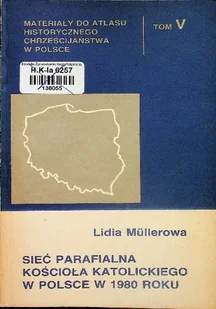 MATERIAŁY DO ATLASU
HISTORYCZNEGO
CHRZEŚCIJAŃSTWA
W POLSCE
TOM V
H.K-Ia 9257
138055
Lidia Müllerowa
SIEĆ PARAFIALNA
KOŚCIOŁA KATOLICKIEGO
W POLSCE W 1980 ROKU